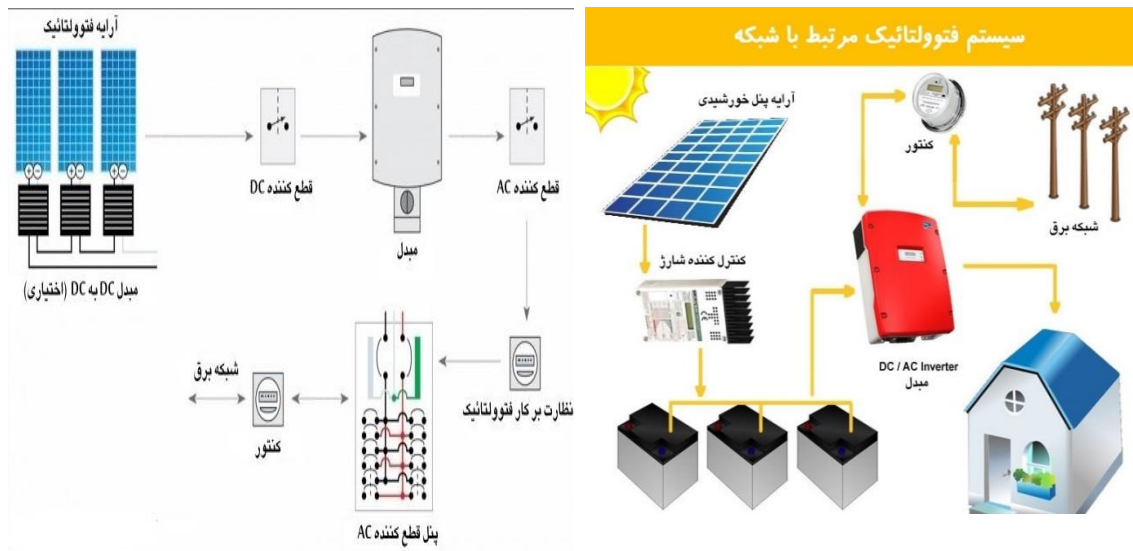 سیستم فتوولتائیک مرتبط با شبکه
آرایه پنل خورشیدی
کنتور
شبکه برق
کنترل کننده شارژ
DC / AC Inverter
مبدل
آرایه فتوولتائیک
قطع کننده DC
مبدل
قطع کننده AC
مبدل DC به DC (اختیاری)
نظارت بر کار فتوولتائیک
پنل قطع کننده AC
کنتور
شبکه برق